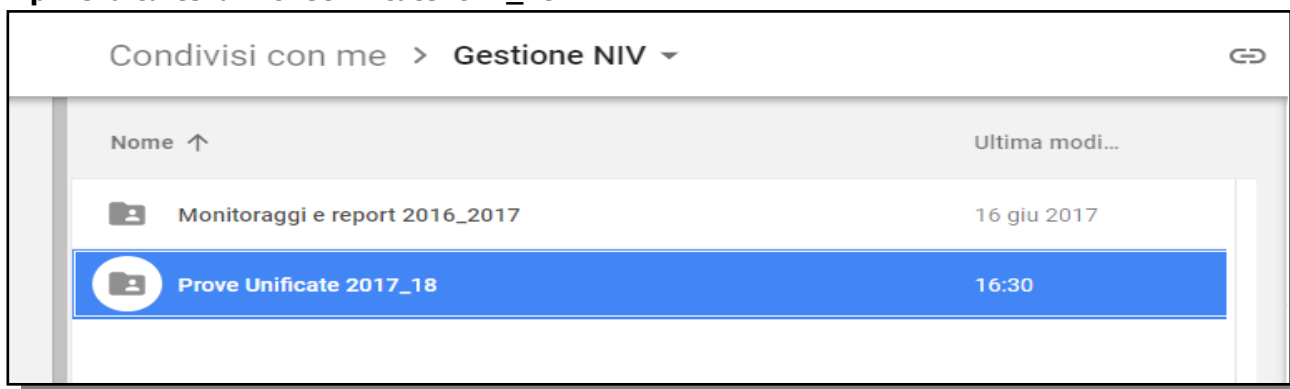 Condivisi con me > Gestione NIV
Nome ↑ Ultima modi...
Monitoraggi e report 2016_2017 16 giu 2017
Prove Unificate 2017_18 16:30